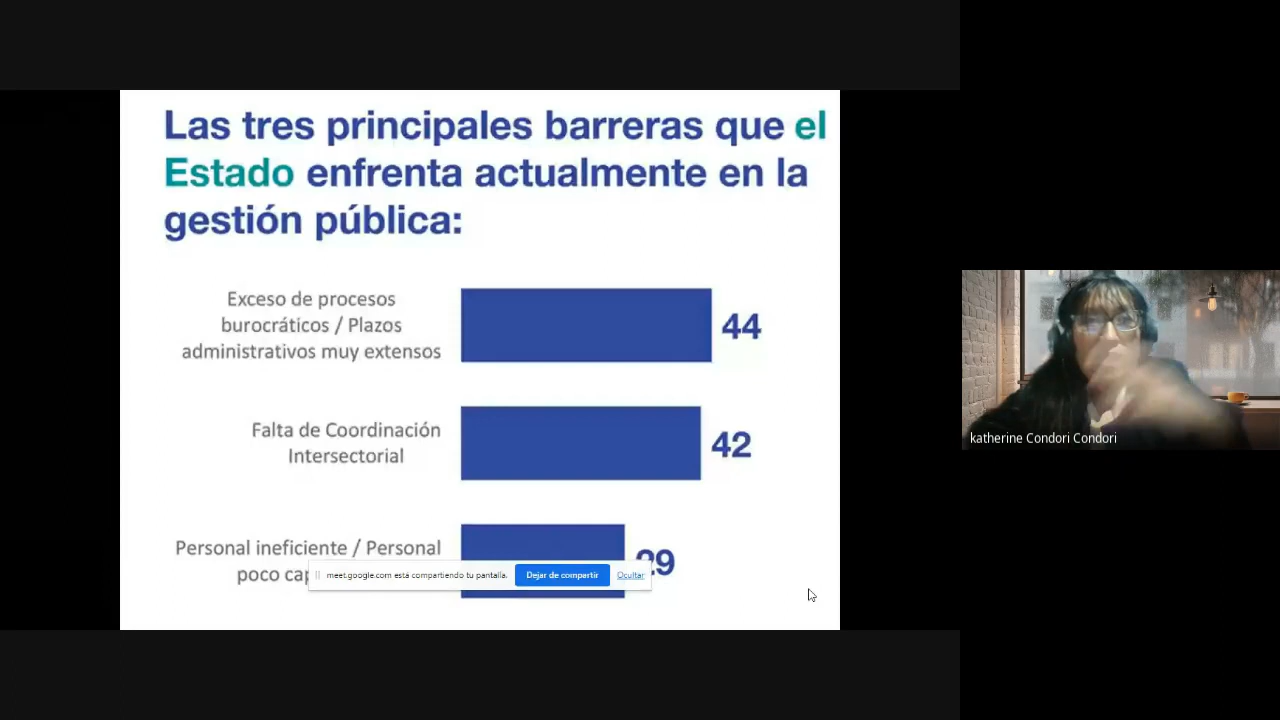 Las tres principales barreras que el
Estado enfrenta actualmente en la
gestión pública:
Exceso de procesos
burocráticos / Plazos
administrativos muy extensos
44
Falta de Coordinación
Intersectorial
42
Personal ineficiente / Personal
poco
29
meet.google.com está compartiendo tu pantalla.
Dejar de compartir
Ocultar
katherine Condori Condori